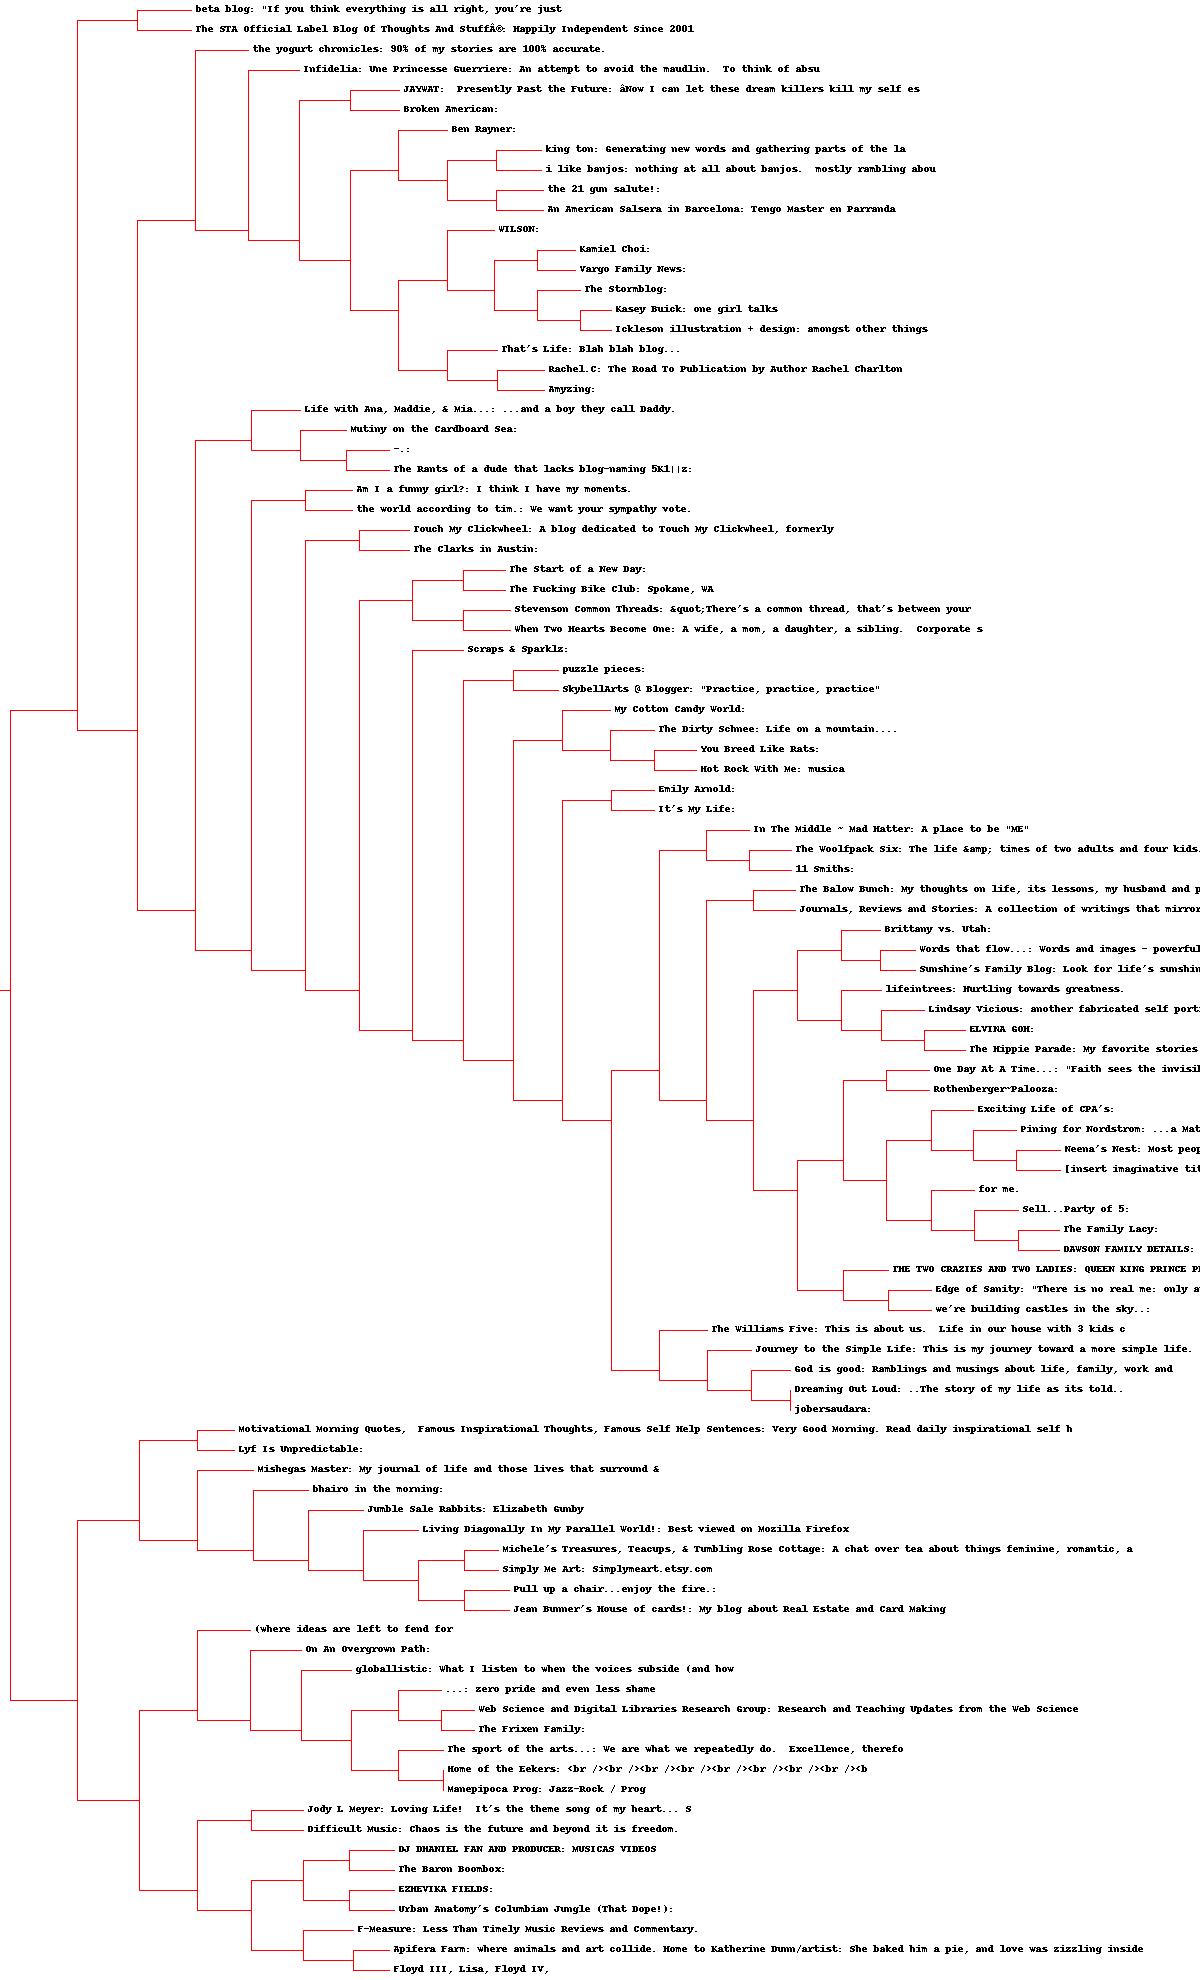 beta blog: "If you think everything is all right, you're just
The STA Official Label Blog Of Thoughts And StuffÂ®: Happily Independent Since 2001
the yogurt chronicles: 90% of my stories are 100% accurate.
Infidelia: Une Princesse Guerriere: An attempt to avoid the maudlin.  To think of absu
JAYWAT:  Presently Past the Future: âNow I can let these dream killers kill my self es
Broken American:
Ben Rayner:
king ton: Generating new words and gathering parts of the la
i like banjos: nothing at all about banjos.  mostly rambling abou
the 21 gun salute!:
An American Salsera in Barcelona: Tengo Master en Parranda
WILSON:
Kamiel Choi:
Vargo Family News:
The Stormblog:
Kasey Buick: one girl talks
Ickleson illustration + design: amongst other things
That's Life: Blah blah blog...
Rachel.C: The Road To Publication by Author Rachel Charlton
Amyzing:
Life with Ana, Maddie, & Mia...: ...and a boy they call Daddy.
Mutiny on the Cardboard Sea:
-.:
The Rants of a dude that lacks blog-naming 5K1||z:
Am I a funny girl?: I think I have my moments.
the world according to tim.: We want your sympathy vote.
Touch My Clickwheel: A blog dedicated to Touch My Clickwheel, formerly
The Clarks in Austin:
The Start of a New Day:
The Fucking Bike Club: Spokane, WA
Stevenson Common Threads: &quot;There's a common thread, that's between your
When Two Hearts Become One: A wife, a mom, a daughter, a sibling.  Corporate s
Scraps & Sparklz:
puzzle pieces:
SkybellArts @ Blogger: "Practice, practice, practice"
My Cotton Candy World:
The Dirty Schnee: Life on a mountain....
You Breed Like Rats:
Hot Rock With Me: musica
Emily Arnold:
It's My Life:
In The Middle ~ Mad Hatter: A place to be "ME"
The Woolfpack Six: The life &amp; times of two adults and four kids.
11 Smiths:
The Balow Bunch: My thoughts on life, its lessons, my husband and p
Journals, Reviews and Stories: A collection of writings that mirror
Brittany vs. Utah:
Words that flow...: Words and images - powerful
Sunshine's Family Blog: Look for life's sunshin
lifeintrees: Hurtling towards greatness.
Lindsay Vicious: another fabricated self port
ELVINA GOH:
The Hippie Parade: My favorite stories
One Day At A Time...: "Faith sees the invisi
Rothenberger~Palooza:
Exciting Life of CPA's:
Pining for Nordstrom: ...a Mat
Neena's Nest: Most peop
[insert imaginative tit
for me.
Sell...Party of 5:
The Family Lacy:
DAWSON FAMILY DETAILS:
THE TWO CRAZIES AND TWO LADIES: QUEEN KING PRINCE P
Edge of Sanity: "There is no real me: only a
we're building castles in the sky..:
The Williams Five: This is about us.  Life in our house with 3 kids c
Journey to the Simple Life: This is my journey toward a more simple life.
God is good: Ramblings and musings about life, family, work and
Dreaming Out Loud: ..The story of my life as its told..
jobersaudara:
Motivational Morning Quotes,  Famous Inspirational Thoughts, Famous Self Help Sentences: Very Good Morning. Read daily inspirational self h
Lyf Is Unpredictable:
Mishegas Master: My journal of life and those lives that surround &
bhairo in the morning:
Jumble Sale Rabbits: Elizabeth Gunby
Living Diagonally In My Parallel World!: Best viewed on Mozilla Firefox
Michele's Treasures, Teacups, & Tumbling Rose Cottage: A chat over tea about things feminine, romantic, a
Simply Me Art: Simplymeart.etsy.com
Pull up a chair...enjoy the fire.:
Jean Bunner's House of cards!: My blog about Real Estate and Card Making
(where ideas are left to fend for
On An Overgrown Path:
globallistic: What I listen to when the voices subside (and how
...: zero pride and even less shame
Web Science and Digital Libraries Research Group: Research and Teaching Updates from the Web Science
The Frixen Family:
The sport of the arts...: We are what we repeatedly do.  Excellence, therefo
Home of the Eekers: <br /><br /><br /><br /><br /><br /><br /><br /><b
Manepipoca Prog: Jazz-Rock / Prog
Jody L Meyer: Loving Life!  It's the theme song of my heart... S
Difficult Music: Chaos is the future and beyond it is freedom.
DJ DHANIEL FAN AND PRODUCER: MUSICAS VIDEOS
The Baron Boombox:
EZHEVIKA FIELDS:
Urban Anatomy's Columbian Jungle (That Dope!):
F-Measure: Less Than Timely Music Reviews and Commentary.
Apifera Farm: where animals and art collide. Home to Katherine Dunn/artist: She baked him a pie, and love was zizzling inside
Floyd III, Lisa, Floyd IV,